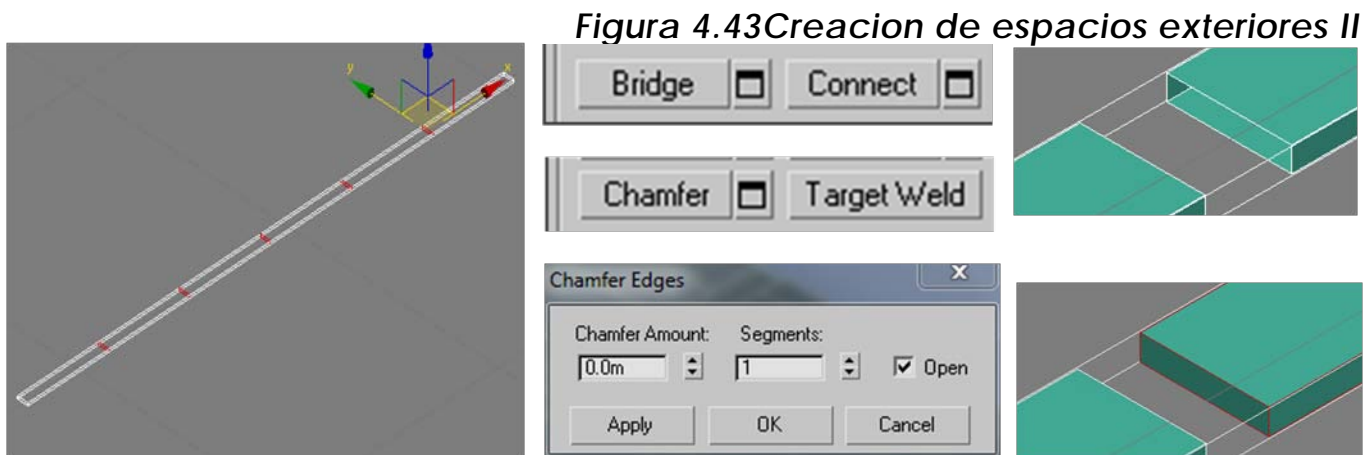 Figura 4.43Creacion de espacios exteriores II
y
x
Bridge Connect
Chamfer Target Weld
Chamfer Edges x
Chamfer Amount: Segments:
0.0m 1 Open
Apply OK Cancel